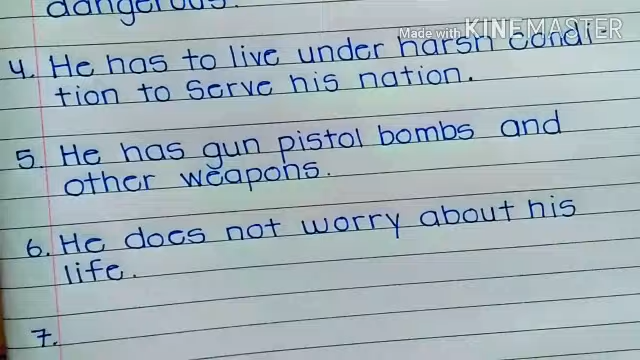 dangerous.
Made with KINEMASTER
4. He has to live under harsh condi
tion to serve his nation.
5. He has gun pistol bombs and
other weapons.
6. He does not worry about his
life.
7.